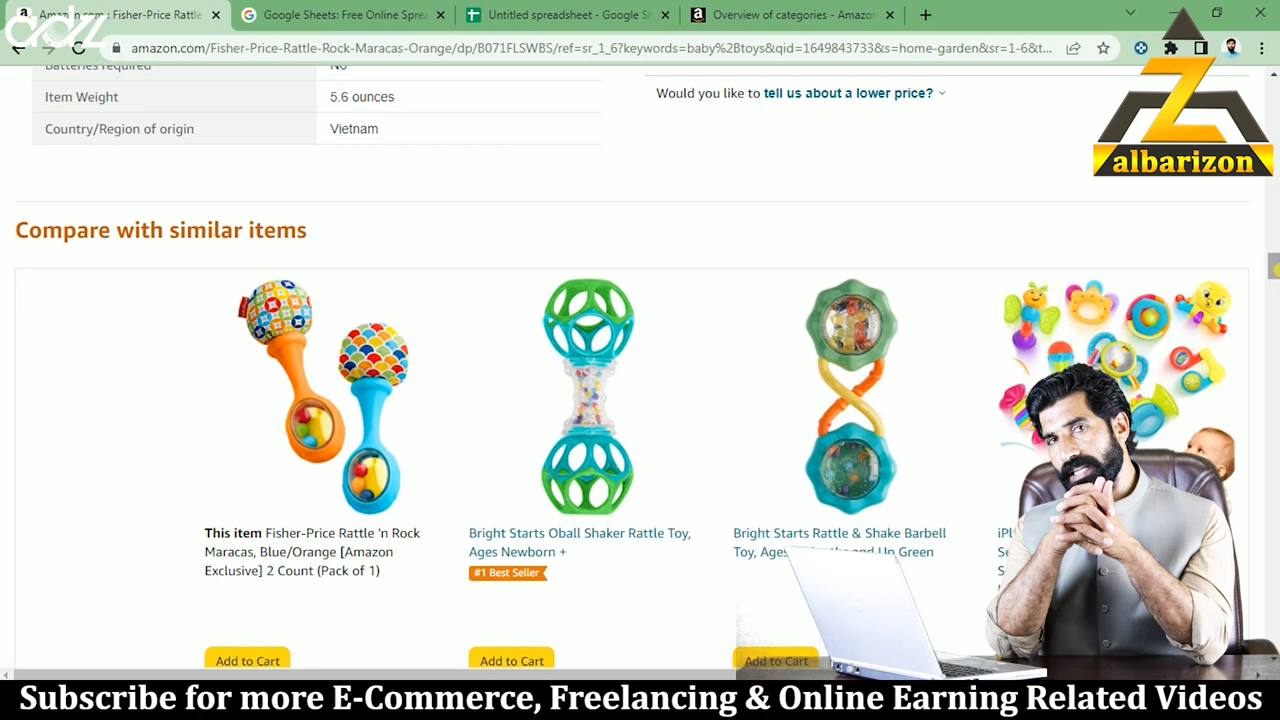 Amazon.com: Fisher-Price Rattle
Google Sheets: Free Online Sprea
Untitled spreadsheet - Google Sh
Overview of categories - Amazon
amazon.com/Fisher-Price-Rattle-Rock-Maracas-Orange/dp/B071FLSWBS/ref=sr_1_6?keywords=baby%2Btoys&qid=1649843733&s=home-garden&sr=1-6&t...
Batteries required No
Item Weight 5.6 ounces
Country/Region of origin Vietnam
Would you like to tell us about a lower price?
albarizon
Compare with similar items
This item Fisher-Price Rattle 'n Rock
Maracas, Blue/Orange [Amazon
Exclusive] 2 Count (Pack of 1)
Bright Starts Oball Shaker Rattle Toy,
Ages Newborn +
#1 Best Seller
Bright Starts Rattle & Shake Barbell
Toy, Ages and Up Green
Add to Cart
Add to Cart
Add to Cart
Subscribe for more E-Commerce, Freelancing & Online Earning Related Videos